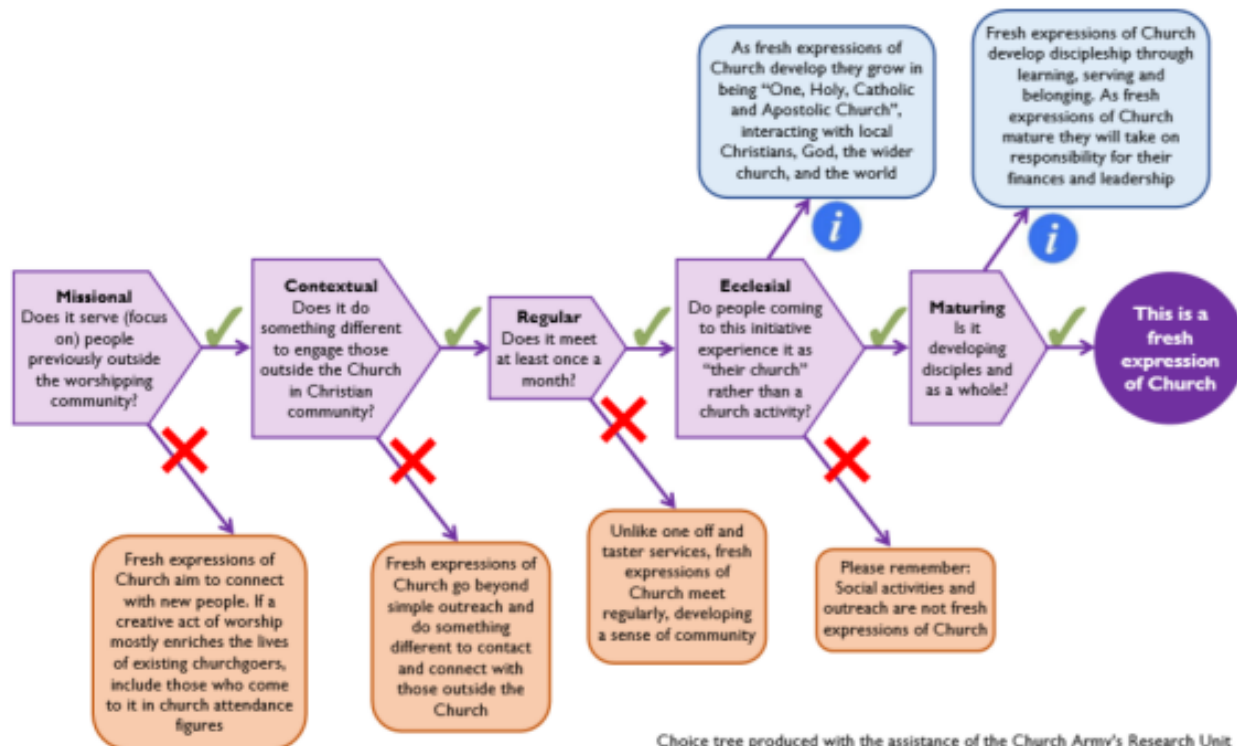 As fresh expressions of
Church develop they grow in
being "One, Holy, Catholic
and Apostolic Church",
interacting with local
Christians, God, the wider
church, and the world
Fresh expressions of Church
develop discipleship through
learning, serving and
belonging. As fresh
expressions of Church
mature they will take on
responsibility for their
finances and leadership
i
i
Missional
Does it serve (focus
on) people
previously outside
the worshipping
community?
Contextual
Does it do
something different
to engage those
outside the Church
in Christian
community?
Regular
Does it meet
at least once a
month?
Ecclesial
Do people coming
to this initiative
experience it as
"their church"
rather than a
church activity?
Maturing
Is it
developing
disciples and
as a whole?
This is a
fresh
expression
of Church
Fresh expressions of
Church aim to connect
with new people. If a
creative act of worship
mostly enriches the lives
of existing churchgoers,
include those who come
to it in church attendance
figures
Fresh expressions of
Church go beyond
simple outreach and
do something
different to contact
and connect with
those outside the
Church
Unlike one off and
taster services, fresh
expressions of
Church meet
regularly, developing
a sense of community
Please remember:
Social activities and
outreach are not fresh
expressions of Church
Choice tree produced with the assistance of the Church Army's Research Unit